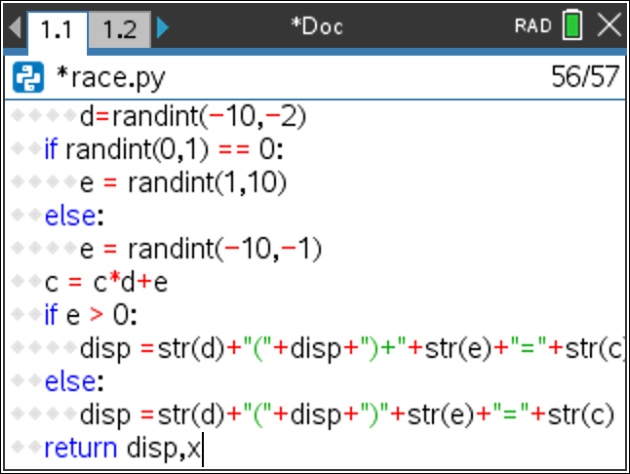 1.1 1.2 *Doc RAD
*race.py 56/57
d=randint(-10,-2)
if randint(0,1) == 0:
e = randint(1,10)
else:
e = randint(-10,-1)
c = c*d+e
if e > 0:
disp =str(d)+"("+disp+")+"+str(e)+"="+str(c)
else:
disp =str(d)+"("+disp+")"+str(e)+"="+str(c)
return disp,x